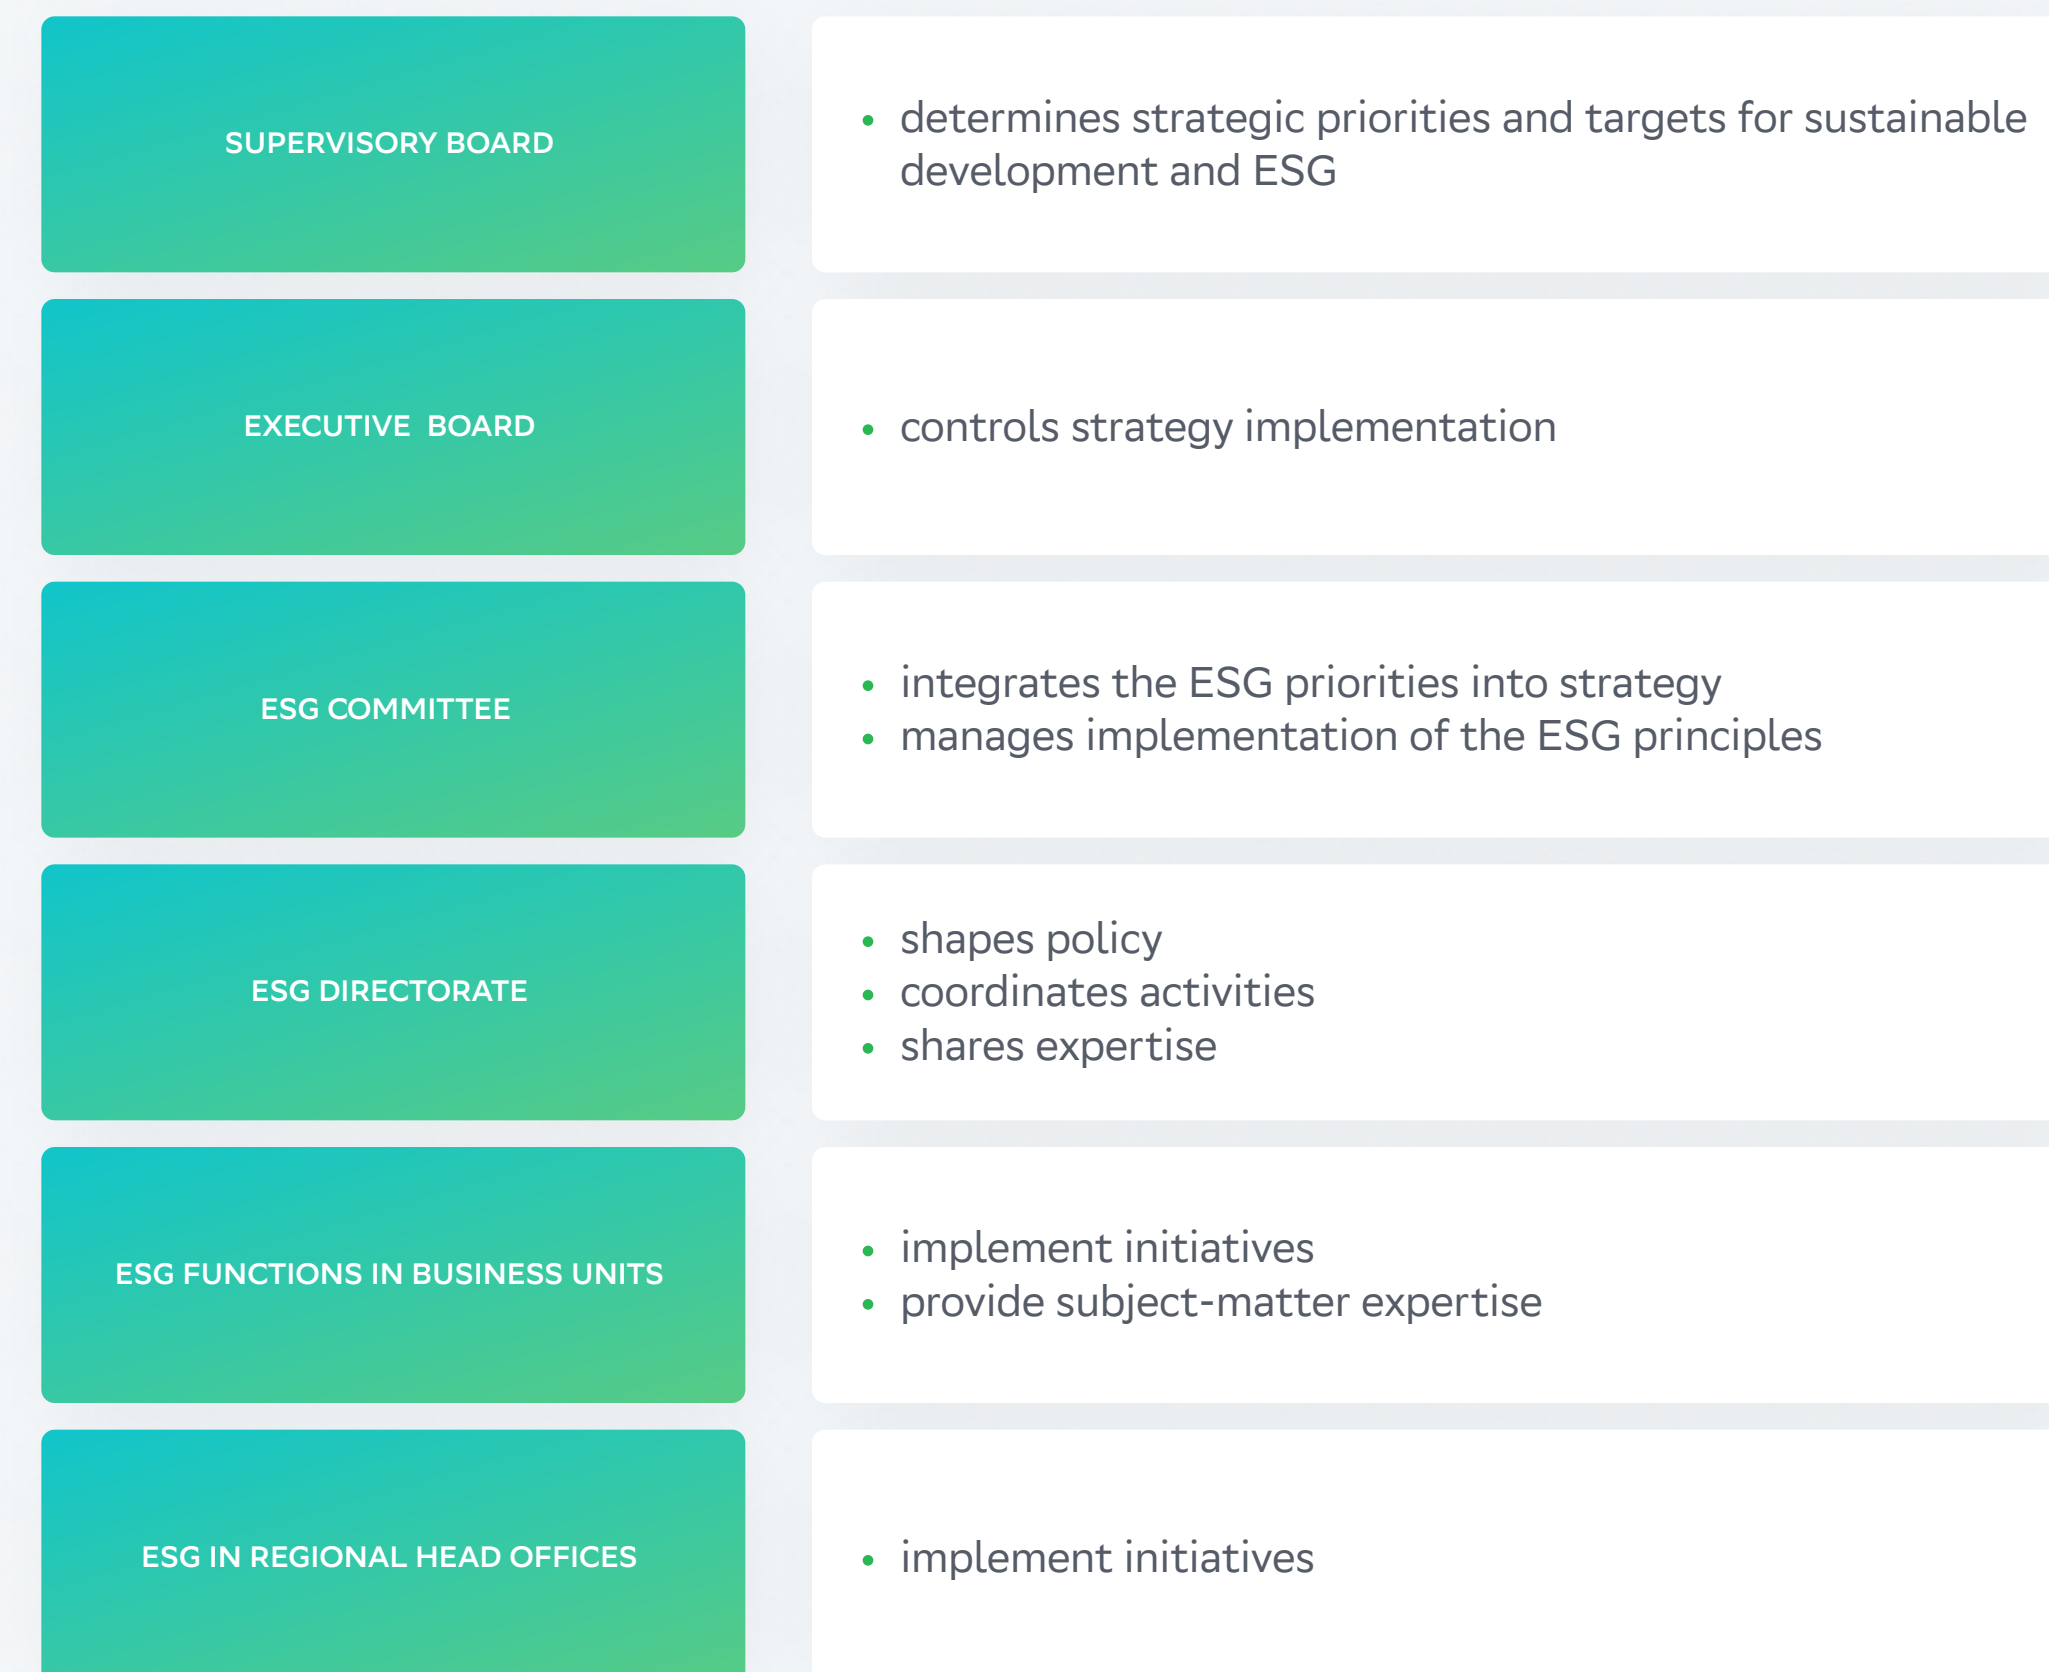 SUPERVISORY BOARD
• determines strategic priorities and targets for sustainable
development and ESG
EXECUTIVE  BOARD
• controls strategy implementation
ESG COMMITTEE
• integrates the ESG priorities into strategy
• manages implementation of the ESG principles
ESG DIRECTORATE
• shapes policy
• coordinates activities
• shares expertise
ESG FUNCTIONS IN BUSINESS UNITS
• implement initiatives
• provide subject-matter expertise
ESG IN REGIONAL HEAD OFFICES
• implement initiatives